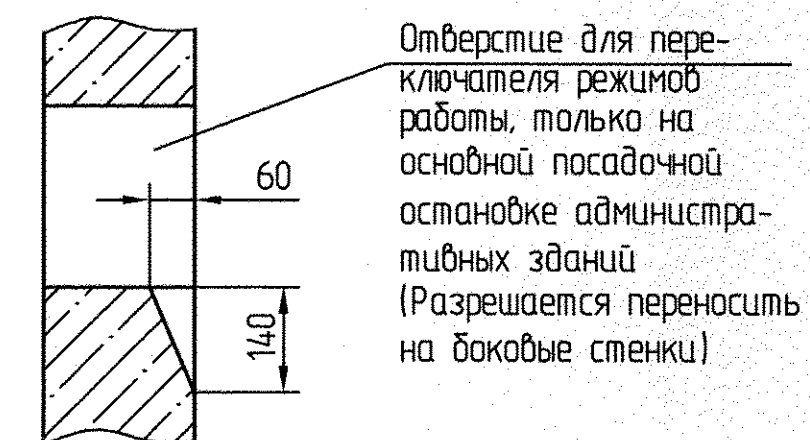 Отверстие для пере-
ключателя режимов
работы, только на
основной посадочной
остановке администра-
тивных зданий
(Разрешается переносить
на боковые стенки)
60
140